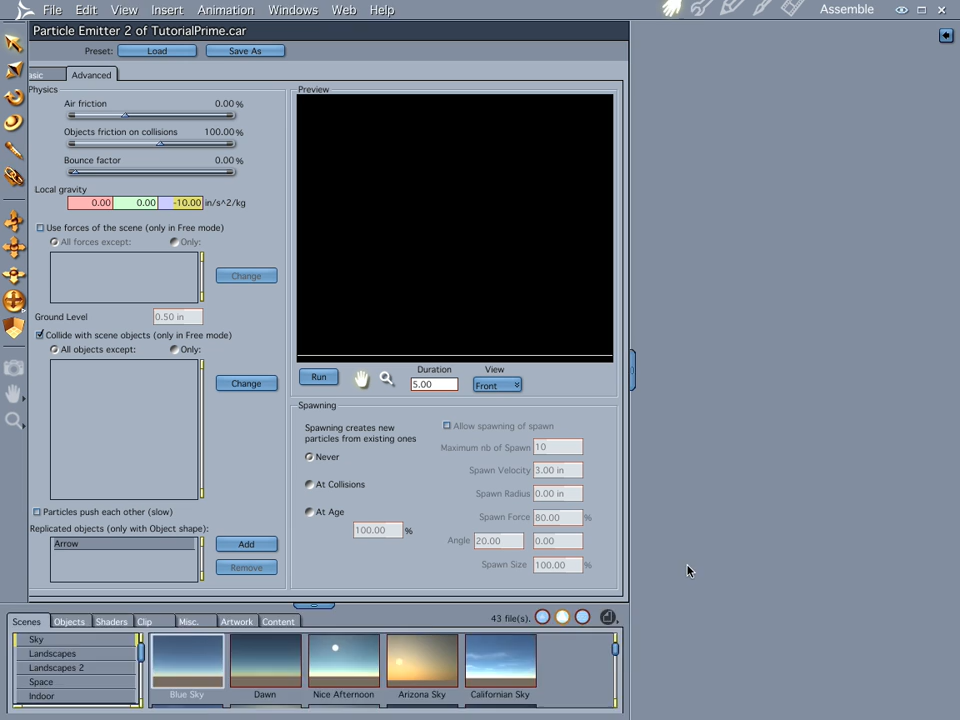 File Edit View Insert Animation Windows Web Help Assemble
Particle Emitter 2 of TutorialPrime.car
Preset: Load Save As
asic Advanced
Physics
Air friction 0.00 %
Objects friction on collisions 100.00 %
Bounce factor 0.00 %
Local gravity
0.00 0.00 -10.00 in/s^2/kg
Use forces of the scene (only in Free mode)
All forces except: Only:
Change
Ground Level 0.50 in
Collide with scene objects (only in Free mode)
All objects except: Only:
Change
Particles push each other (slow)
Replicated objects (only with Object shape):
Arrow
Add
Remove
Preview
Run
Duration
5.00
View
Front
Spawning
Spawning creates new
particles from existing ones
Never
At Collisions
At Age
100.00 %
Allow spawning of spawn
Maximum nb of Spawn 10
Spawn Velocity 3.00 in
Spawn Radius 0.00 in
Spawn Force 80.00 %
Angle 20.00 0.00
Spawn Size 100.00 %
Scenes Objects Shaders Clip Misc. Artwork Content 43 file(s).
Sky
Landscapes
Landscapes 2
Space
Indoor
Blue Sky Dawn Nice Afternoon Arizona Sky Californian Sky